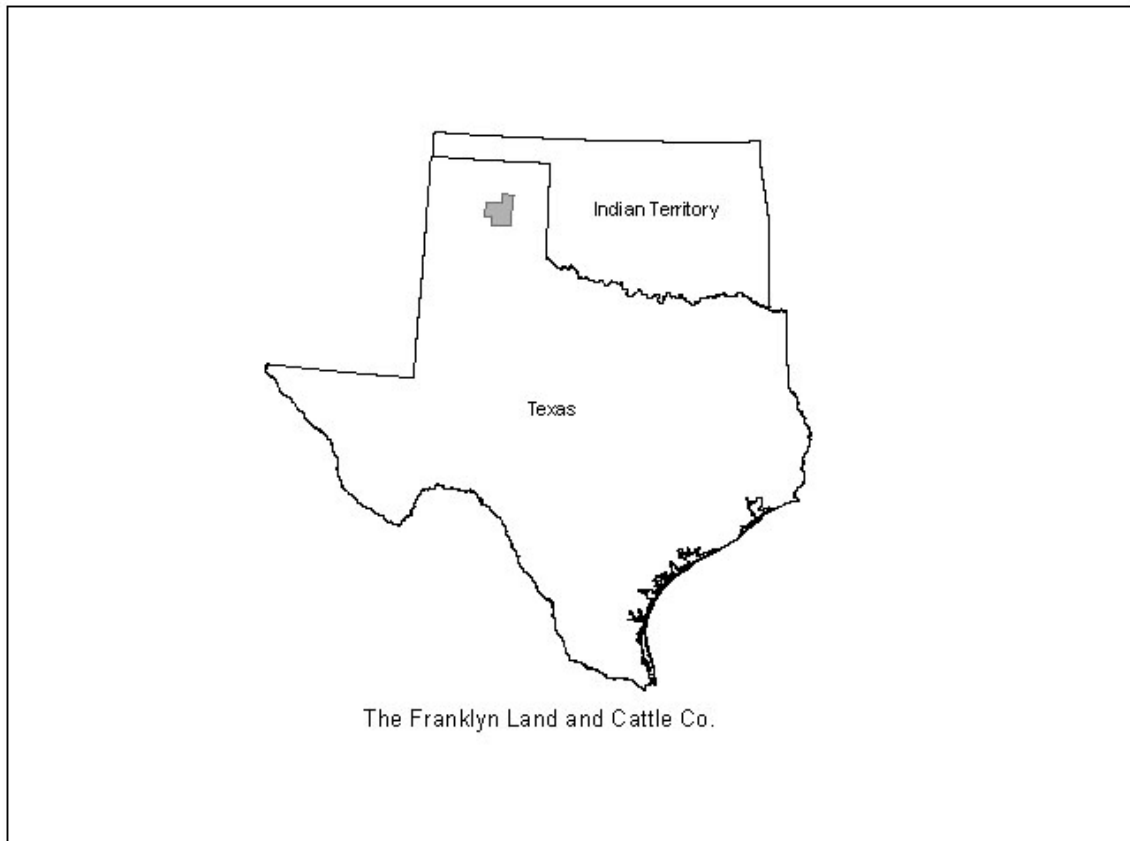 Indian Territory
Texas
The Franklyn Land and Cattle Co.